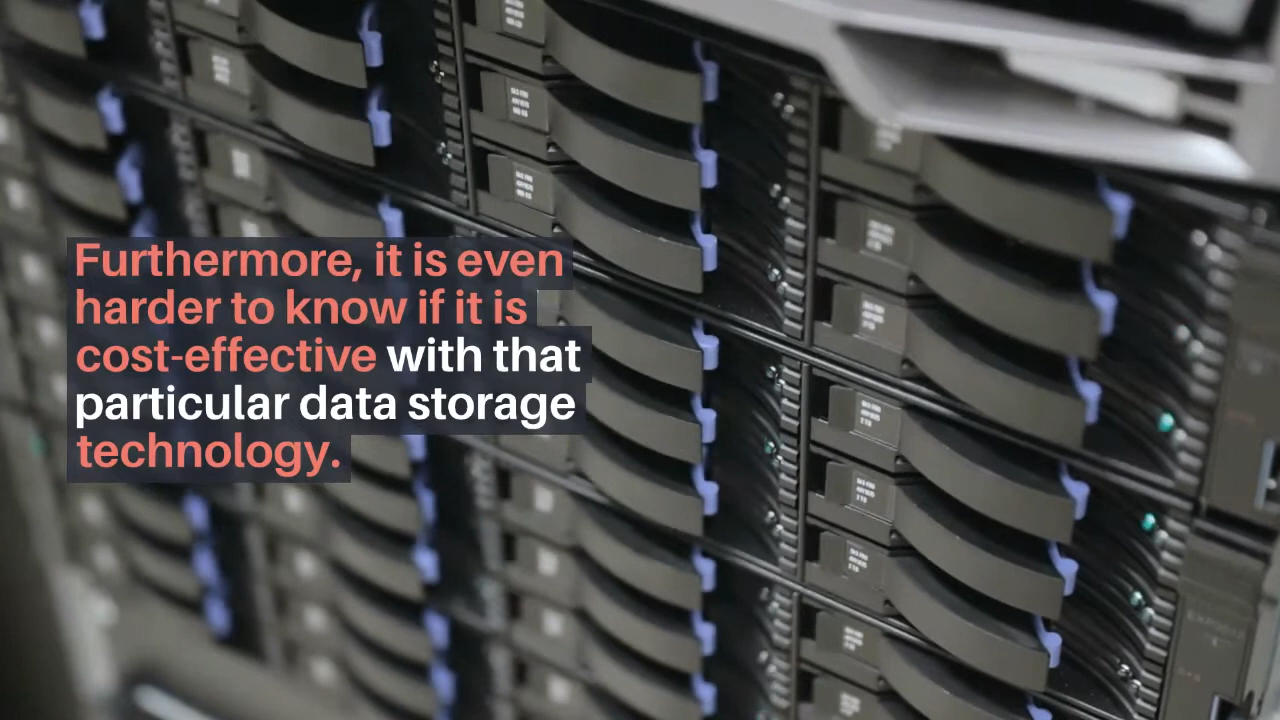 Furthermore, it is even
harder to know if it is
cost-effective with that
particular data storage
technology.